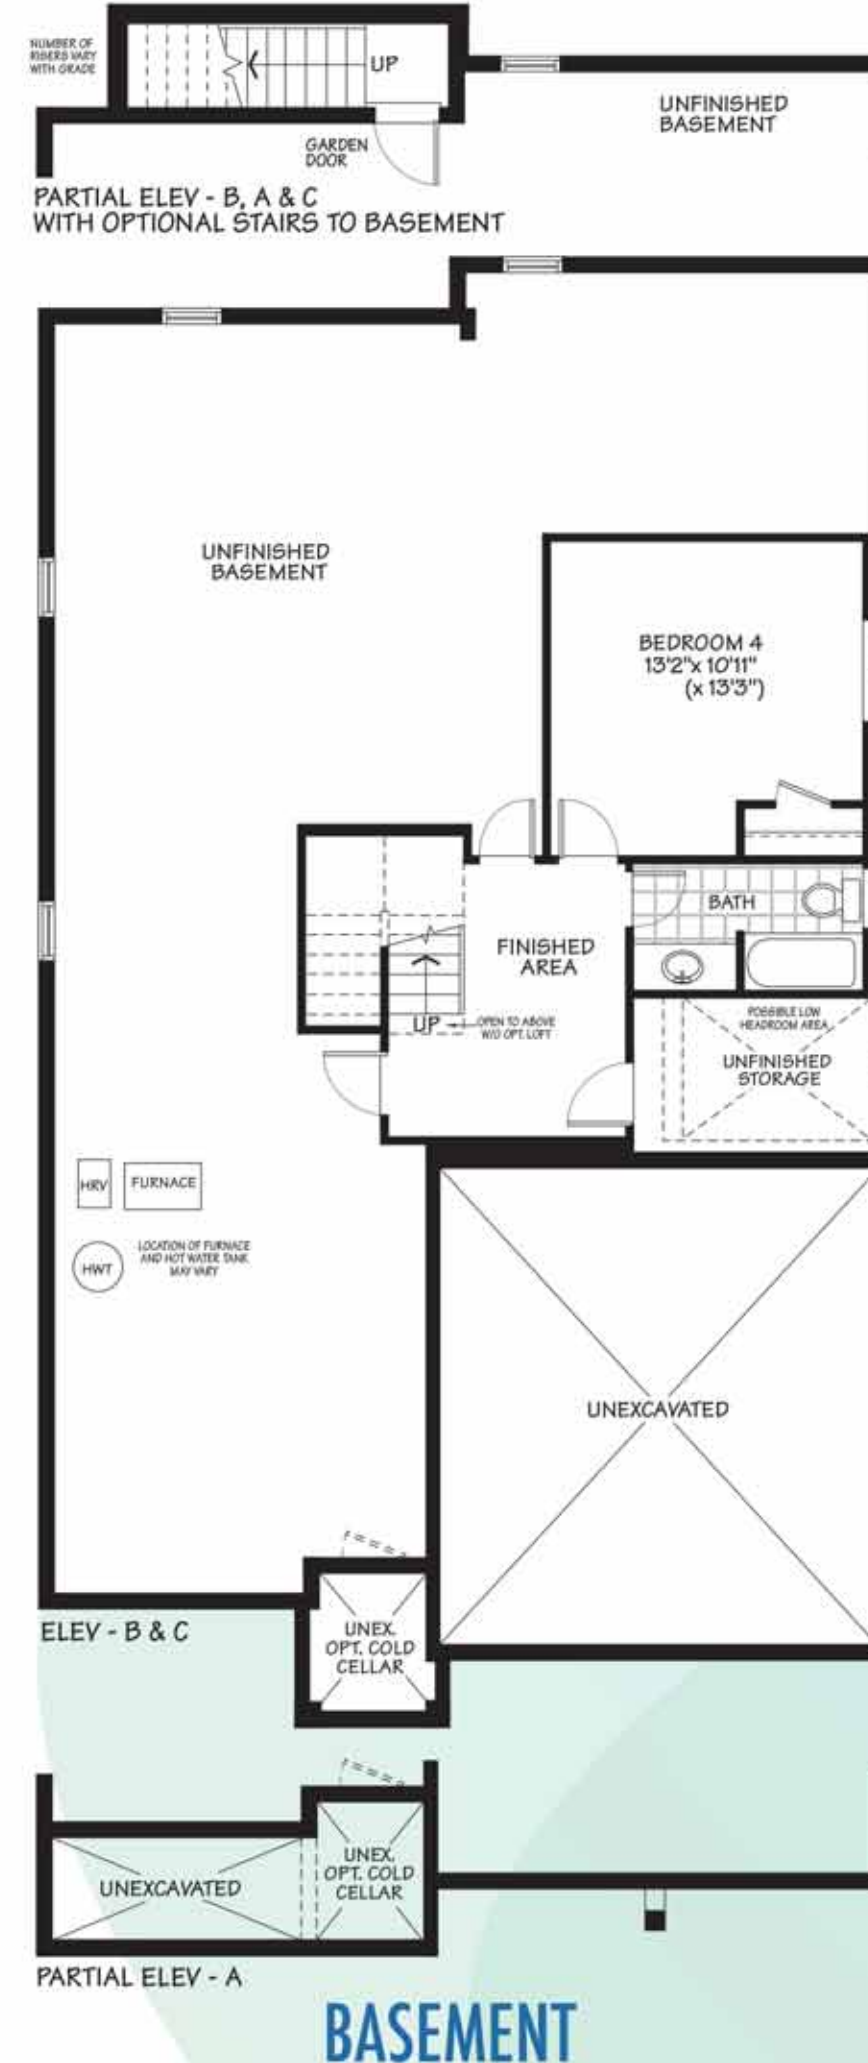 NUMBER OF
RISERS VARY
WITH GRADE
UP
UNFINISHED
BASEMENT
GARDEN
DOOR
PARTIAL ELEV - B, A & C
WITH OPTIONAL STAIRS TO BASEMENT
UNFINISHED
BASEMENT
BEDROOM 4
13'2"x 10'11"
(x 13'3")
BATH
FINISHED
AREA
UP
OPEN TO ABOVE
W/O OPT. LOFT
POSSIBLE LOW
HEADROOM AREA
UNFINISHED
STORAGE
HRV
FURNACE
HWT
LOCATION OF FURNACE
AND HOT WATER TANK
MAY VARY
UNEXCAVATED
ELEV - B & C
UNEX.
OPT. COLD
CELLAR
UNEXCAVATED
UNEX.
OPT. COLD
CELLAR
PARTIAL ELEV - A
BASEMENT